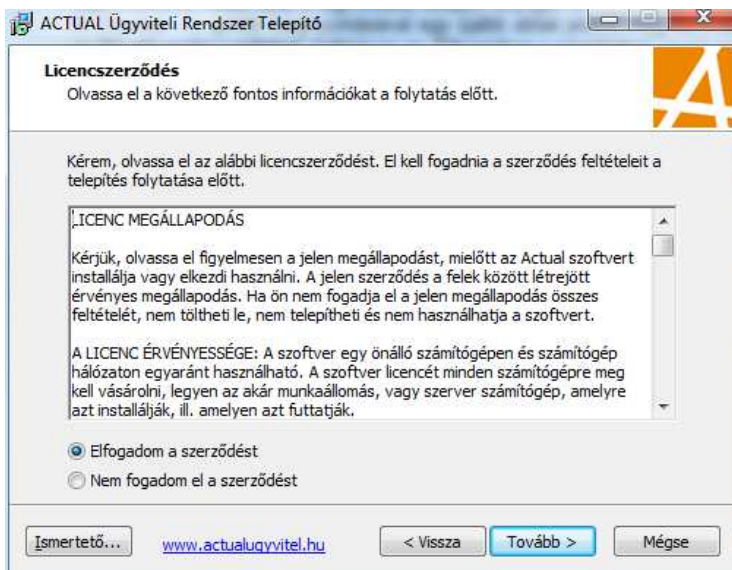 ACTUAL Ügyviteli Rendszer Telepítő
Licencszerződés
Olvassa el a következő fontos információkat a folytatás előtt.
Kérem, olvassa el az alábbi licencszerződést. El kell fogadnia a szerződés feltételeit a
telepítés folytatása előtt.
LICENC MEGÁLLAPODÁS
Kérjük, olvassa el figyelmesen a jelen megállapodást, mielőtt az Actual szoftvert
installálja vagy elkezdi használni. A jelen szerződés a felek között létrejött
érvényes megállapodás. Ha ön nem fogadja el a jelen megállapodás összes
feltételét, nem töltheti le, nem telepítheti és nem használhatja a szoftvert.
A LICENC ÉRVÉNYESSÉGE: A szoftver egy önálló számítógépen és számítógép
hálózaton egyaránt használható. A szoftver licencét minden számítógépre meg
kell vásárolni, legyen az akár munkaállomás, vagy szerver számítógép, amelyre
azt installálják, ill. amelyen azt futtatják.
Elfogadom a szerződést
Nem fogadom el a szerződést
Ismertető... www.actualugyvitel.hu < Vissza Tovább > Mégse